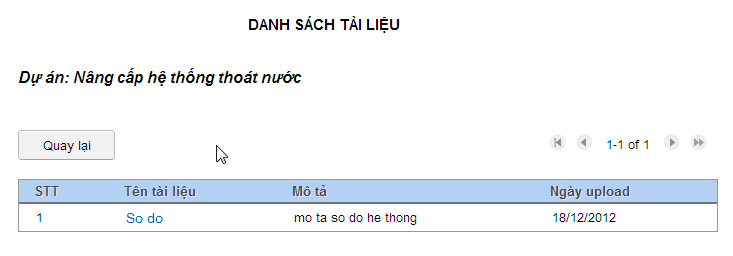 DANH SÁCH TÀI LIỆU
Dự án: Nâng cấp hệ thống thoát nước
Quay lại 1-1 of 1
STT Tên tài liệu Mô tả Ngày upload
1 So do mo ta so do he thong 18/12/2012